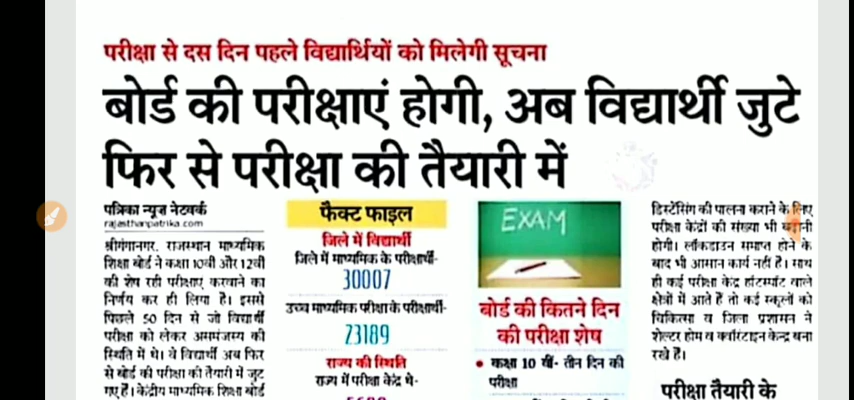 परीक्षा से दस दिन पहले विद्यार्थियों को मिलेगी सूचना
बोर्ड की परीक्षाएं होगी, अब विद्यार्थी जुटे
फिर से परीक्षा की तैयारी में
पत्रिका न्यूज नेटवर्क
rajasthanpatrika.com
श्रीगंगानगर. राजस्थान माध्यमिक
शिक्षा बोर्ड ने कक्षा 10वीं और 12वीं
की शेष रही परीक्षाएं करवाने का
निर्णय कर ही लिया है। इससे
पिछले 50 दिन से जो विद्यार्थी
परीक्षा को लेकर असमंजस्य की
स्थिति में थे। वे विद्यार्थी अब फिर
से बोर्ड की परीक्षा की तैयारी में जुट
गए हैं। केंद्रीय माध्यमिक शिक्षा बोर्ड
फैक्ट फाइल
जिले में विद्यार्थी
जिले में माध्यमिक के परीक्षार्थी-
30007
उच्च माध्यमिक परीक्षा के परीक्षार्थी-
23189
राज्य की स्थिति
राज्य में परीक्षा केंद्र थे-
EXAM
बोर्ड की कितने दिन
की परीक्षा शेष
• कक्षा 10 वीं- तीन दिन की
परीक्षा
डिस्टेंसिंग की पालना कराने के लिए
परीक्षा केंद्रों की संख्या भी बढ़ानी
होगी। लॉकडाउन समाप्त होने के
बाद भी आसान कार्य नहीं है। साथ
ही कई परीक्षा केंद्र हॉटस्पॉट वाले
क्षेत्रों में आते हैं तो कई स्कूलों को
चिकित्सा व जिला प्रशासन ने
शेल्टर होम व क्वॉरंटाइन केन्द्र बना
रखे हैं।
परीक्षा तैयारी के